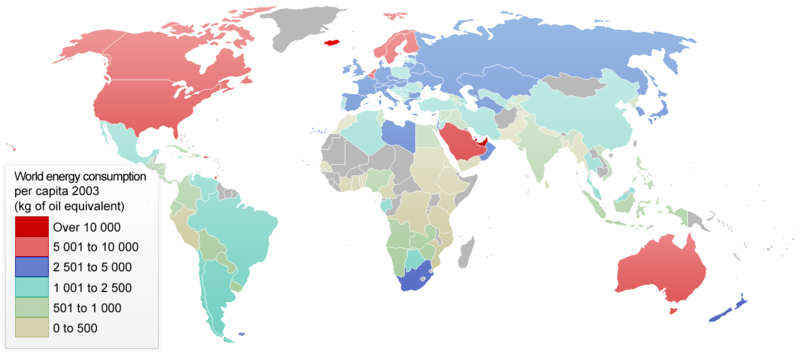 World energy consumption
per capita 2003
(kg of oil equivalent)
Over 10 000
5 001 to 10 000
2 501 to 5 000
1 001 to 2 500
501 to 1 000
0 to 500